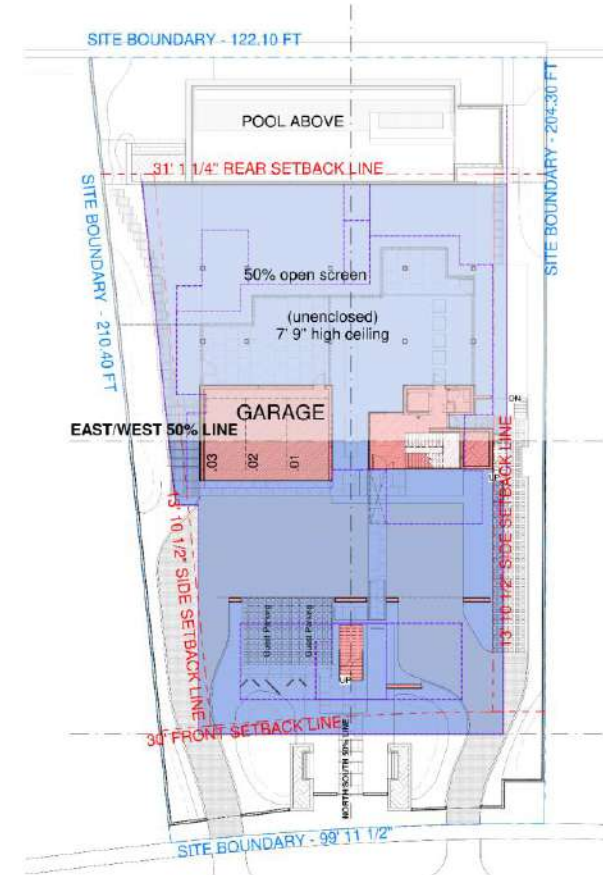 SITE BOUNDARY - 122.10 FT
POOL ABOVE
SITE BOUNDARY - 204.30 FT
31' 1 1/4" REAR SETBACK LINE
SITE BOUNDARY - 210.40 FT
50% open screen
(unenclosed)
7' 9" high ceiling
DN
GARAGE
EAST/WEST 50% LINE
.03
.02
.01
UP
13' 10 1/2" SIDE SETBACK LINE
13' 10 1/2" SIDE SETBACK LINE
Guest Parking
Guest Parking
UP
30' FRONT SETBACK LINE
NORTH/SOUTH 50% LINE
SITE BOUNDARY - 99' 11 1/2"